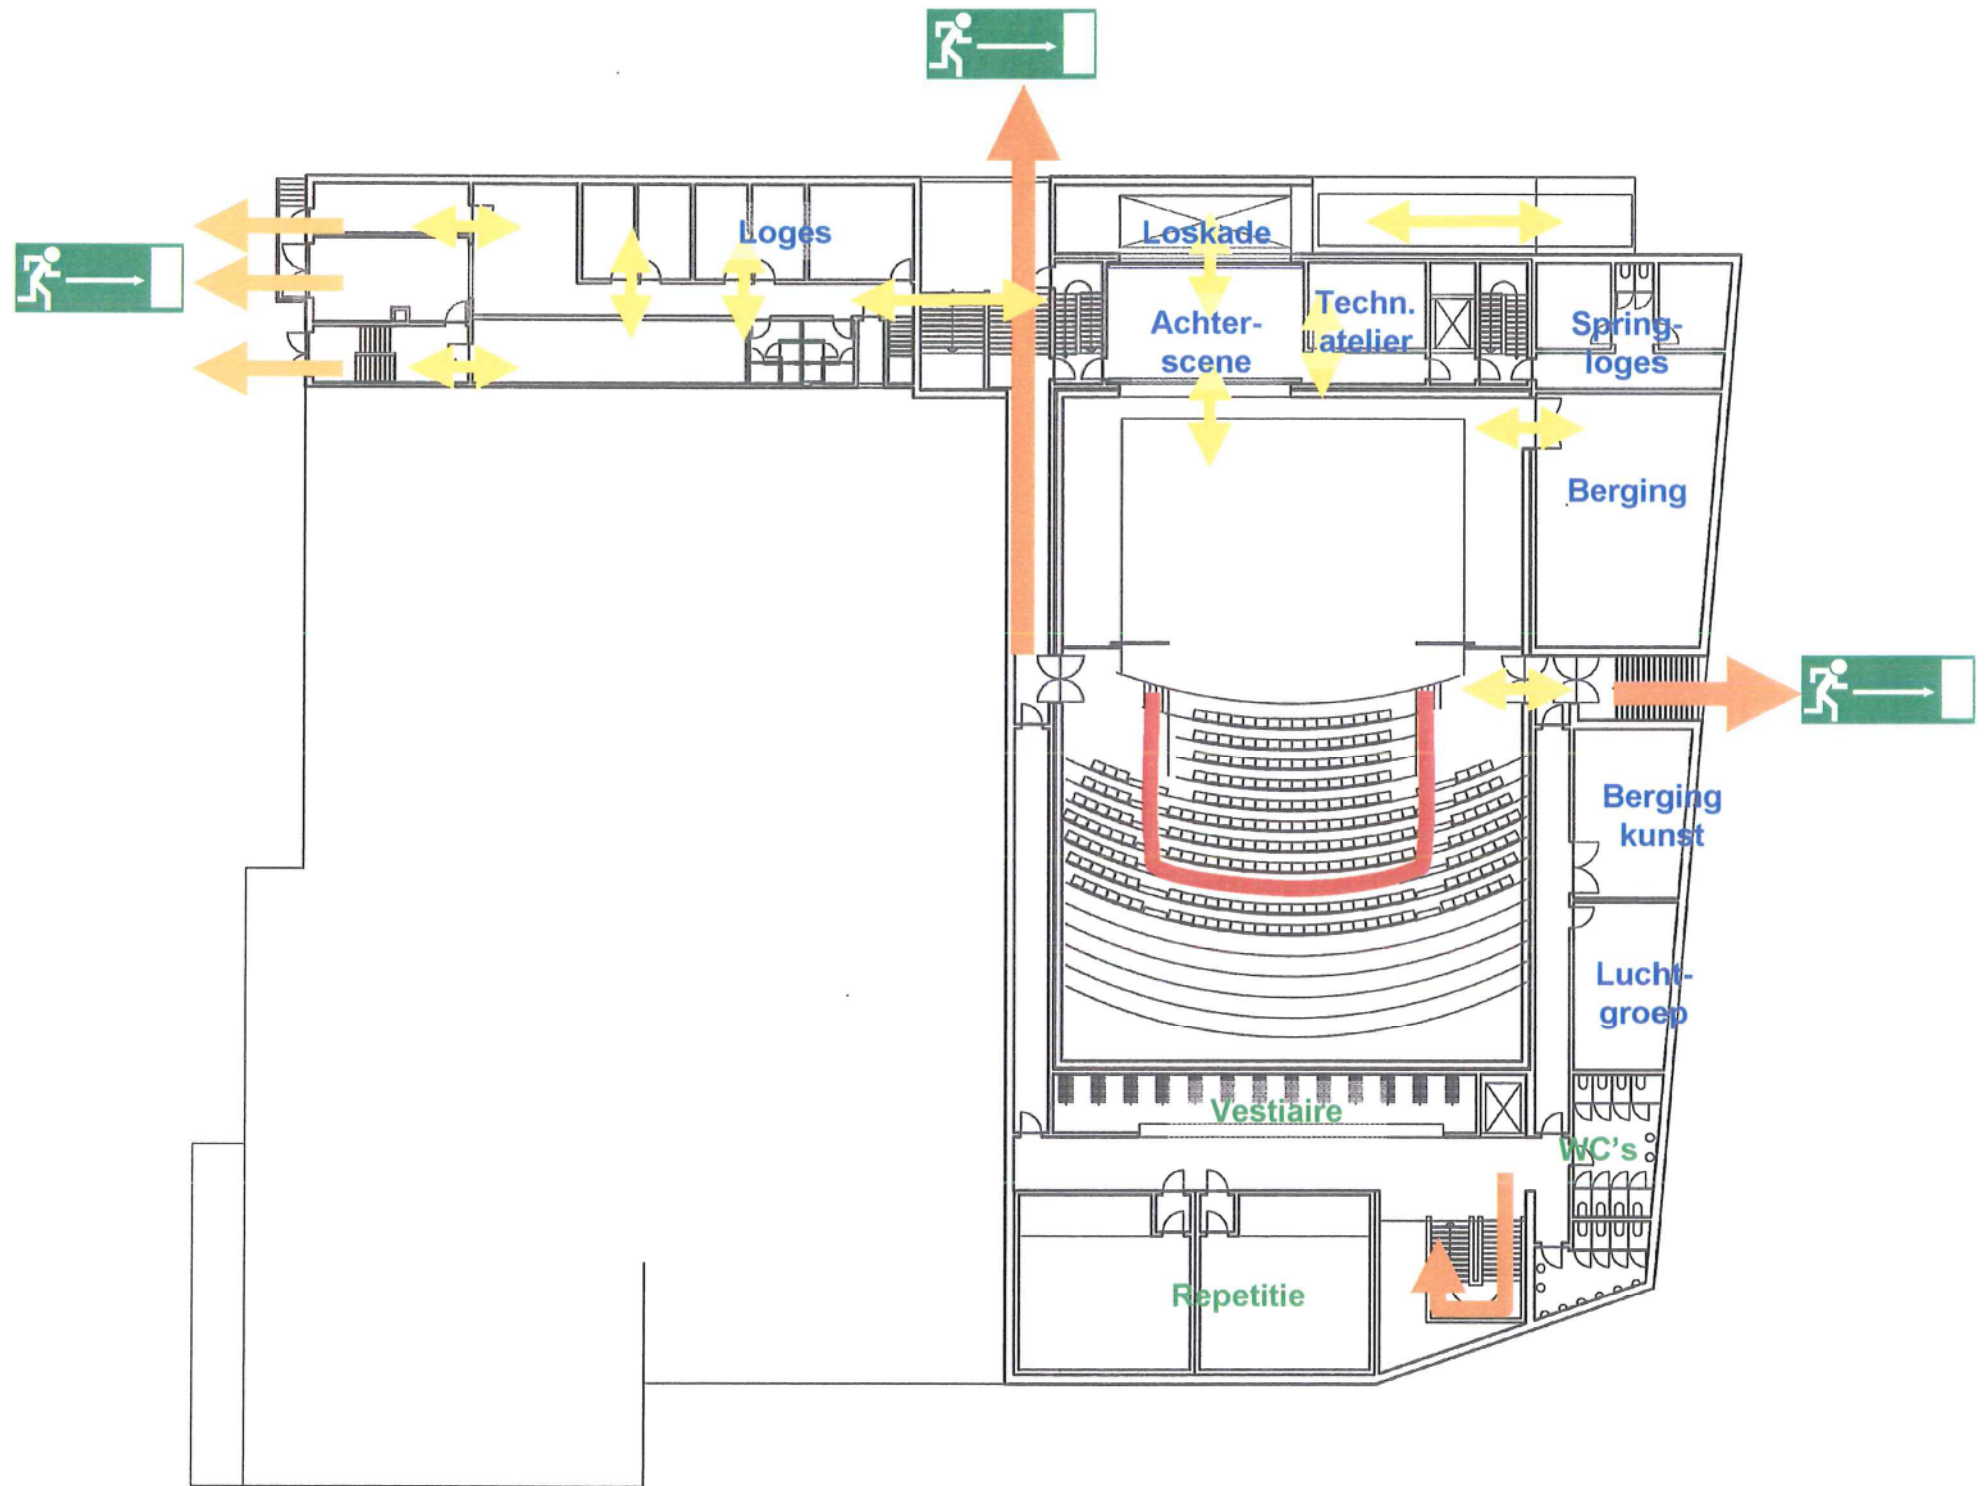 Loges
Loskade
Achter-
scene
Techn.
atelier
Spring-
loges
Berging
Berging
kunst
Lucht-
groep
Vestiaire
WC's
Repetitie